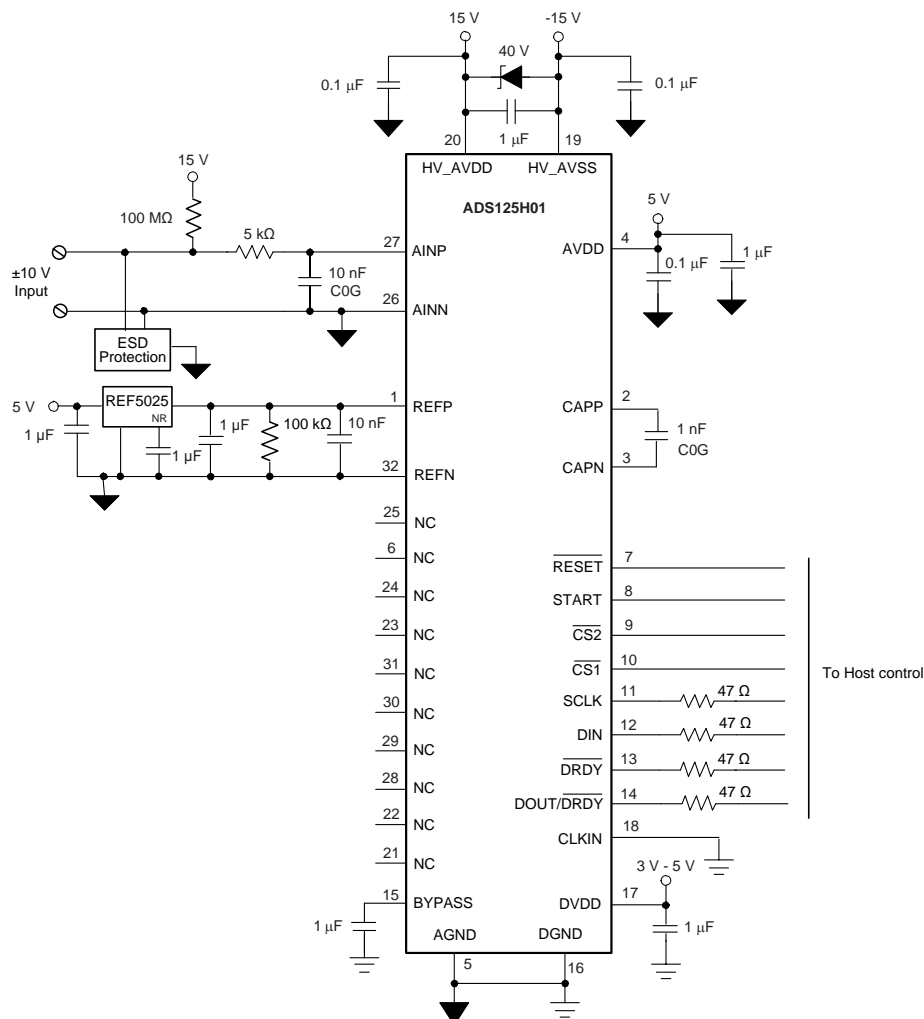 15 V
-15 V
40 V
0.1 μF
0.1 μF
1 μF
20
19
HV_AVDD
HV_AVSS
ADS125H01
15 V
100 MΩ
5 kΩ
27
AINP
±10 V
Input
10 nF
C0G
26
AINN
ESD
Protection
5 V
4
AVDD
0.1 μF
1 μF
5 V
REF5025
NR
1 μF
1 μF
1 μF
100 kΩ
10 nF
1
REFP
32
REFN
2
CAPP
1 nF
C0G
3
CAPN
25
NC
6
NC
24
NC
23
NC
31
NC
30
NC
29
NC
28
NC
22
NC
21
NC
15
BYPASS
1 μF
RESET
7
START
8
CS2
9
CS1
10
SCLK
11
47 Ω
DIN
12
47 Ω
DRDY
13
47 Ω
DOUT/DRDY
14
47 Ω
To Host control
CLKIN
18
3 V - 5 V
DVDD
17
1 μF
AGND
DGND
5
16